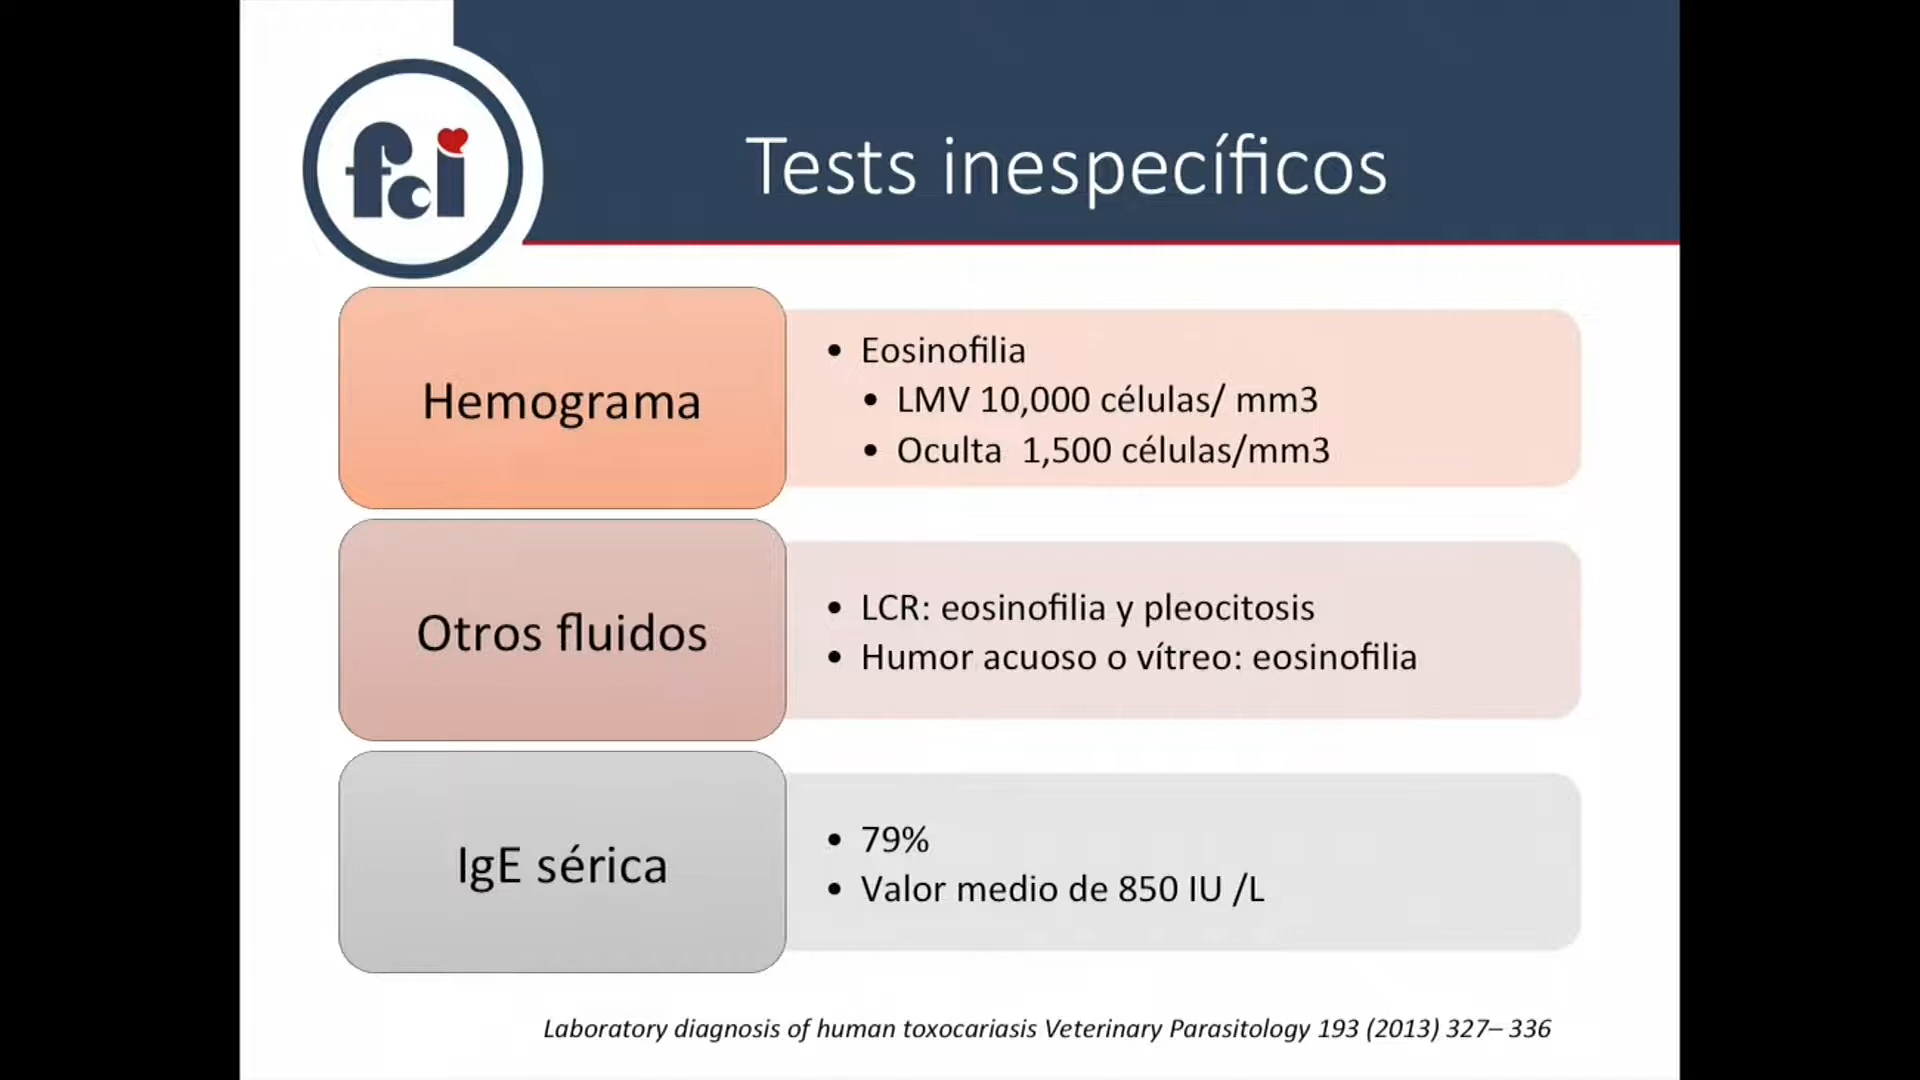 fci
Tests inespecíficos
Hemograma
• Eosinofilia
• LMV 10,000 células/ mm3
• Oculta  1,500 células/mm3
Otros fluidos
• LCR: eosinofilia y pleocitosis
• Humor acuoso o vítreo: eosinofilia
IgE sérica
• 79%
• Valor medio de 850 IU /L
Laboratory diagnosis of human toxocariasis Veterinary Parasitology 193 (2013) 327– 336